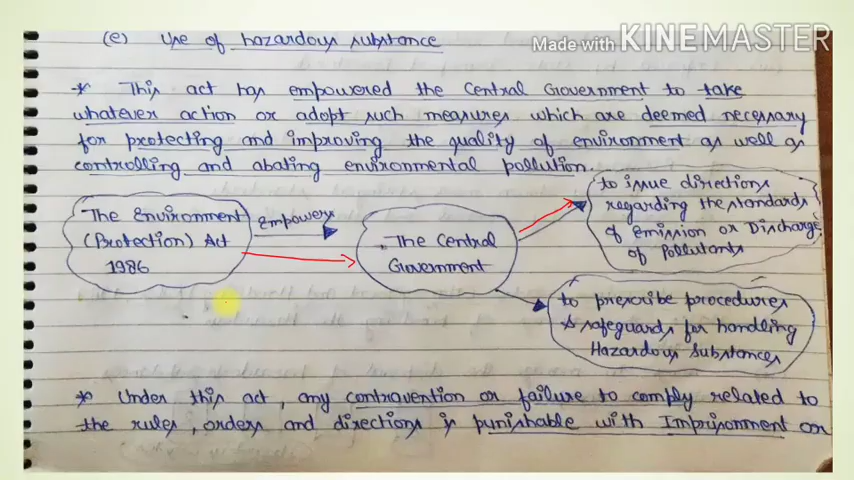 (e) Use of hazardous substance
Made with KINEMASTER
* This act has empowered the Central Government to take
whatever action or adopt such measures which are deemed necessary
for protecting and improving the quality of environment as well as
controlling and abating environmental pollution.
The Environment
(Protection) Act
1986
Empowers
The Central
Government
to issue directions
regarding the standards
of Emission or Discharge
of Pollutants
to prescribe procedures
& safeguards for handling
Hazardous Substances
* Under this act, any contravention or failure to comply related to
the rules, orders and directions is punishable with Imprisonment or